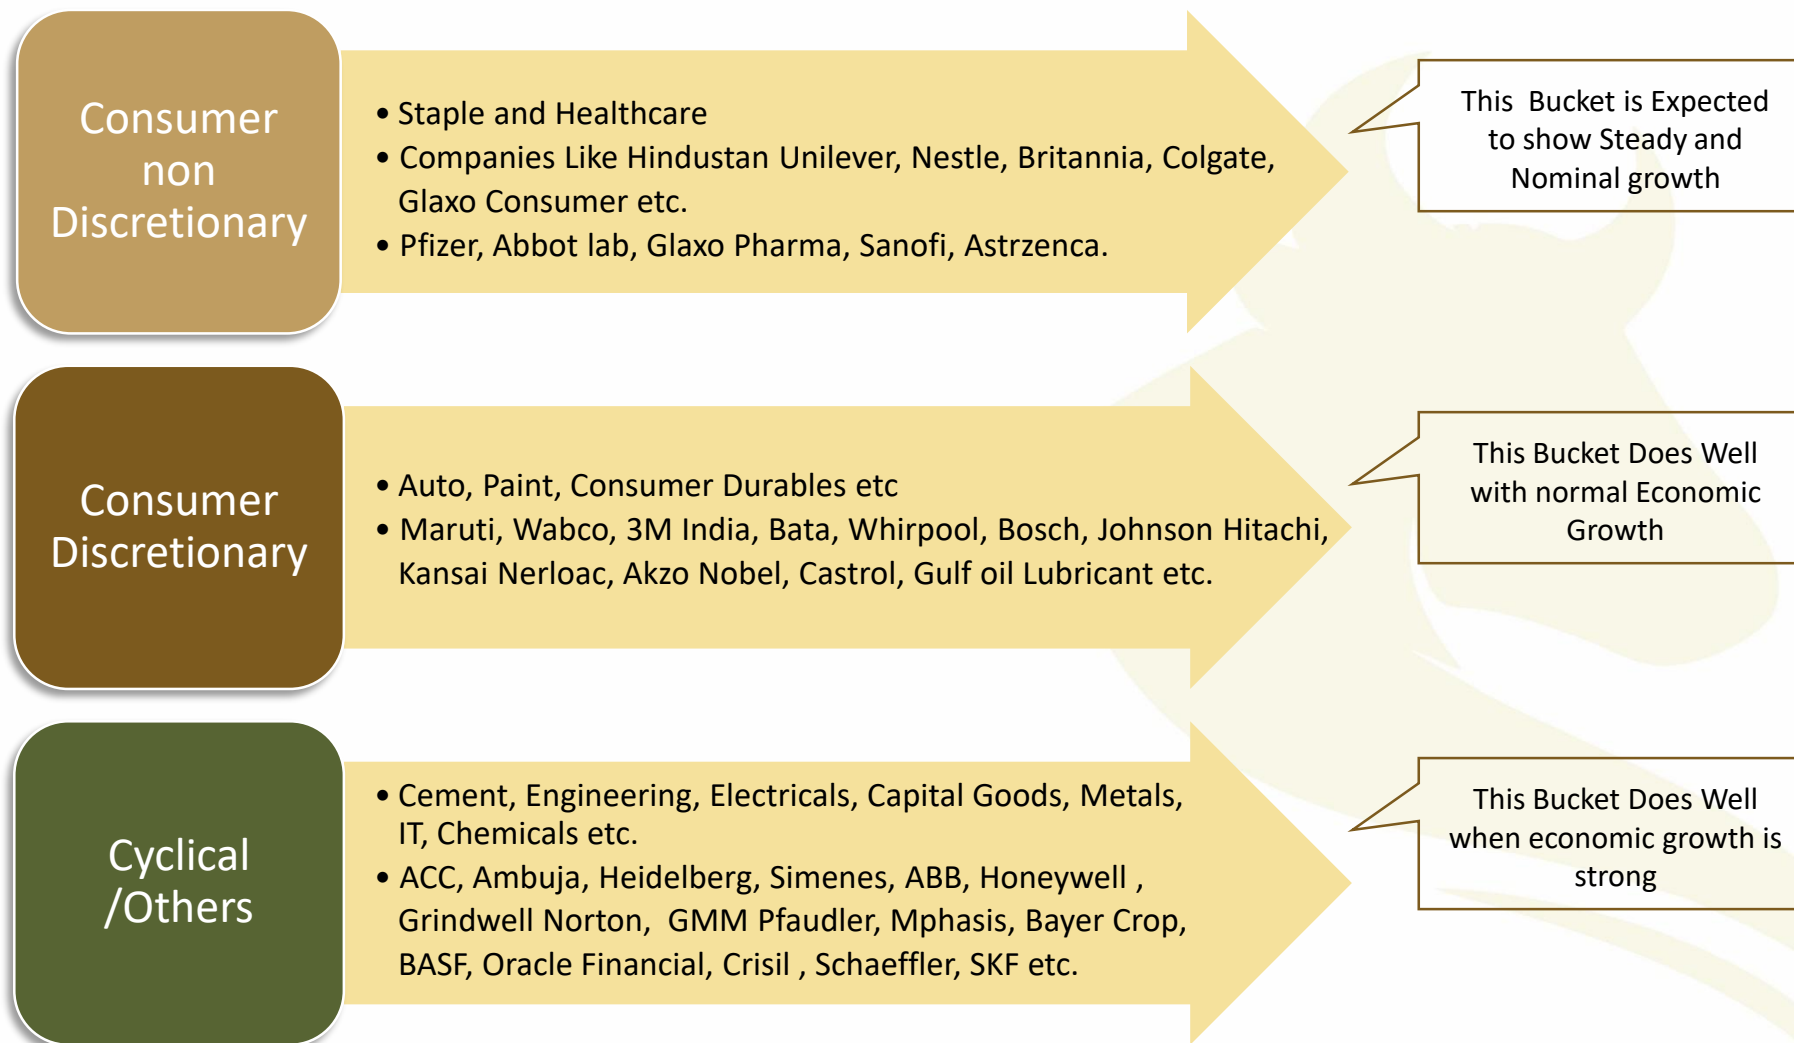 Consumer
non
Discretionary
• Staple and Healthcare
• Companies Like Hindustan Unilever, Nestle, Britannia, Colgate,
Glaxo Consumer etc.
• Pfizer, Abbot lab, Glaxo Pharma, Sanofi, Astrzenca.
This Bucket is Expected
to show Steady and
Nominal growth
Consumer
Discretionary
• Auto, Paint, Consumer Durables etc
• Maruti, Wabco, 3M India, Bata, Whirpool, Bosch, Johnson Hitachi,
Kansai Nerloac, Akzo Nobel, Castrol, Gulf oil Lubricant etc.
This Bucket Does Well
with normal Economic
Growth
Cyclical
/Others
• Cement, Engineering, Electricals, Capital Goods, Metals,
IT, Chemicals etc.
• ACC, Ambuja, Heidelberg, Simenes, ABB, Honeywell ,
Grindwell Norton, GMM Pfaudler, Mphasis, Bayer Crop,
BASF, Oracle Financial, Crisil , Schaeffler, SKF etc.
This Bucket Does Well
when economic growth is
strong